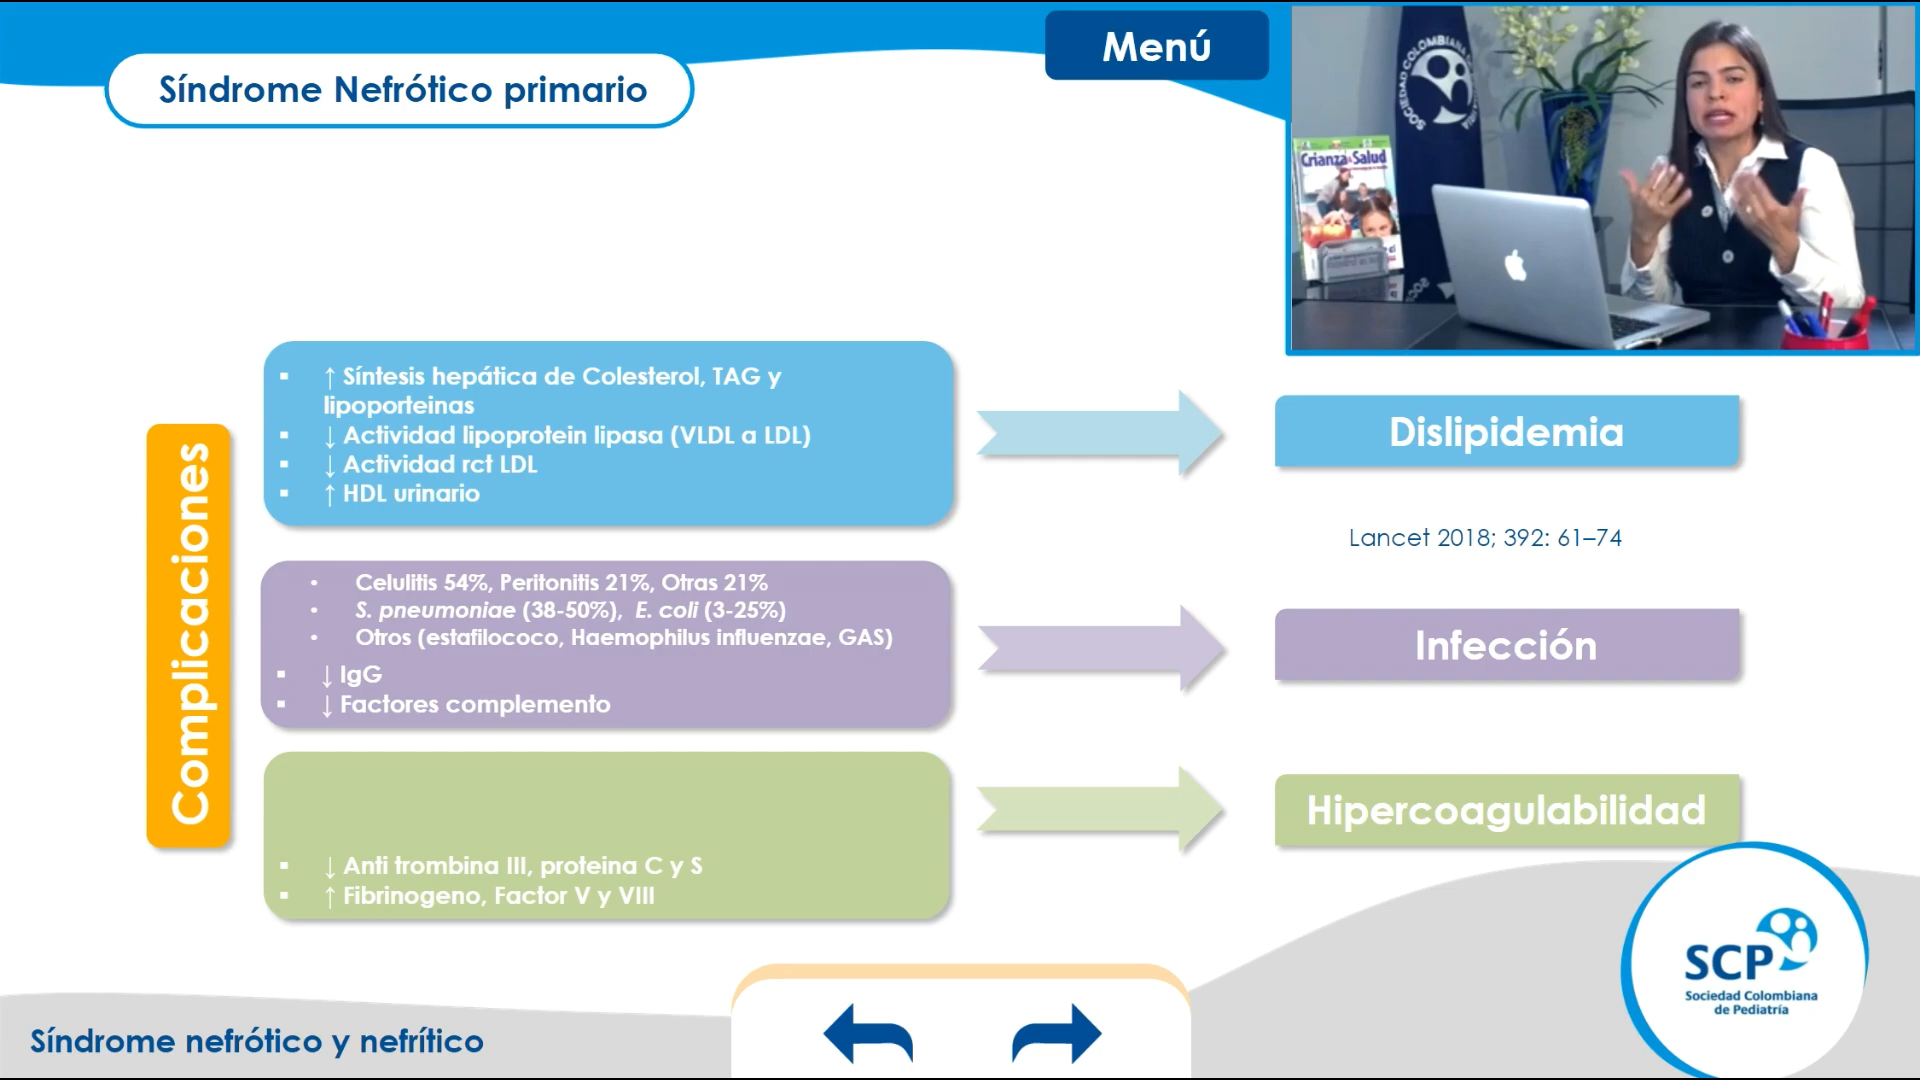 Síndrome Nefrótico primario
Menú
SOCIEDAD COLOMBIANA
Crianza & Salud
Complicaciones
▪ ↑ Síntesis hepática de Colesterol, TAG y
lipoporteinas
▪ ↓ Actividad lipoprotein lipasa (VLDL a LDL)
▪ ↓ Actividad rct LDL
▪ ↑ HDL urinario
Dislipidemia
Lancet 2018; 392: 61–74
• Celulitis 54%, Peritonitis 21%, Otras 21%
• S. pneumoniae (38-50%), E. coli (3-25%)
• Otros (estafilococo, Haemophilus influenzae, GAS)
▪ ↓ IgG
▪ ↓ Factores complemento
Infección
▪ ↓ Anti trombina III, proteina C y S
▪ ↑ Fibrinogeno, Factor V y VIII
Hipercoagulabilidad
SCP
Sociedad Colombiana
de Pediatría
Síndrome nefrótico y nefrítico